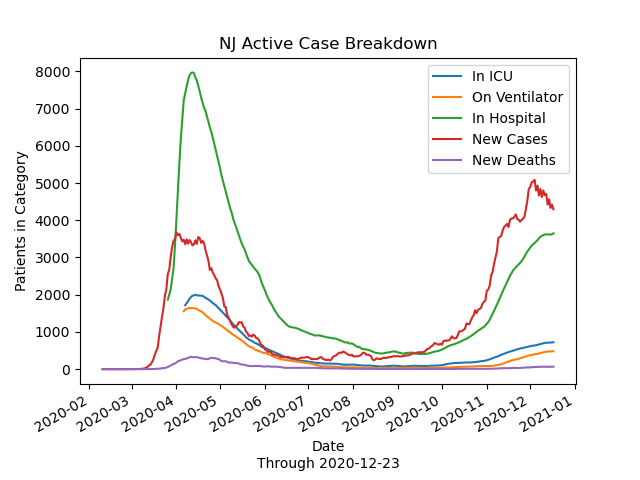 NJ Active Case Breakdown
In ICU
On Ventilator
In Hospital
New Cases
New Deaths
Patients in Category
8000
7000
6000
5000
4000
3000
2000
1000
0
2020-02
2020-03
2020-04
2020-05
2020-06
2020-07
2020-08
2020-09
2020-10
2020-11
2020-12
2021-01
Date
Through 2020-12-23